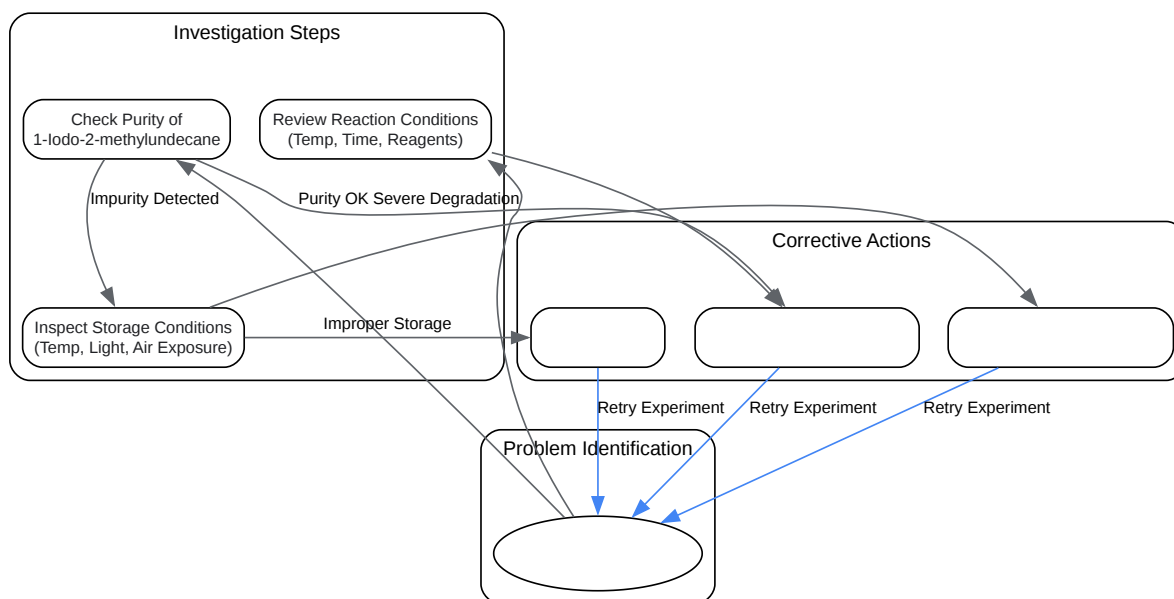 Investigation Steps
Check Purity of
1-Iodo-2-methylundecane
Review Reaction Conditions
(Temp, Time, Reagents)
Impurity Detected
Purity OK
Severe Degradation
Corrective Actions
Inspect Storage Conditions
(Temp, Light, Air Exposure)
Improper Storage
Retry Experiment
Retry Experiment
Retry Experiment
Problem Identification